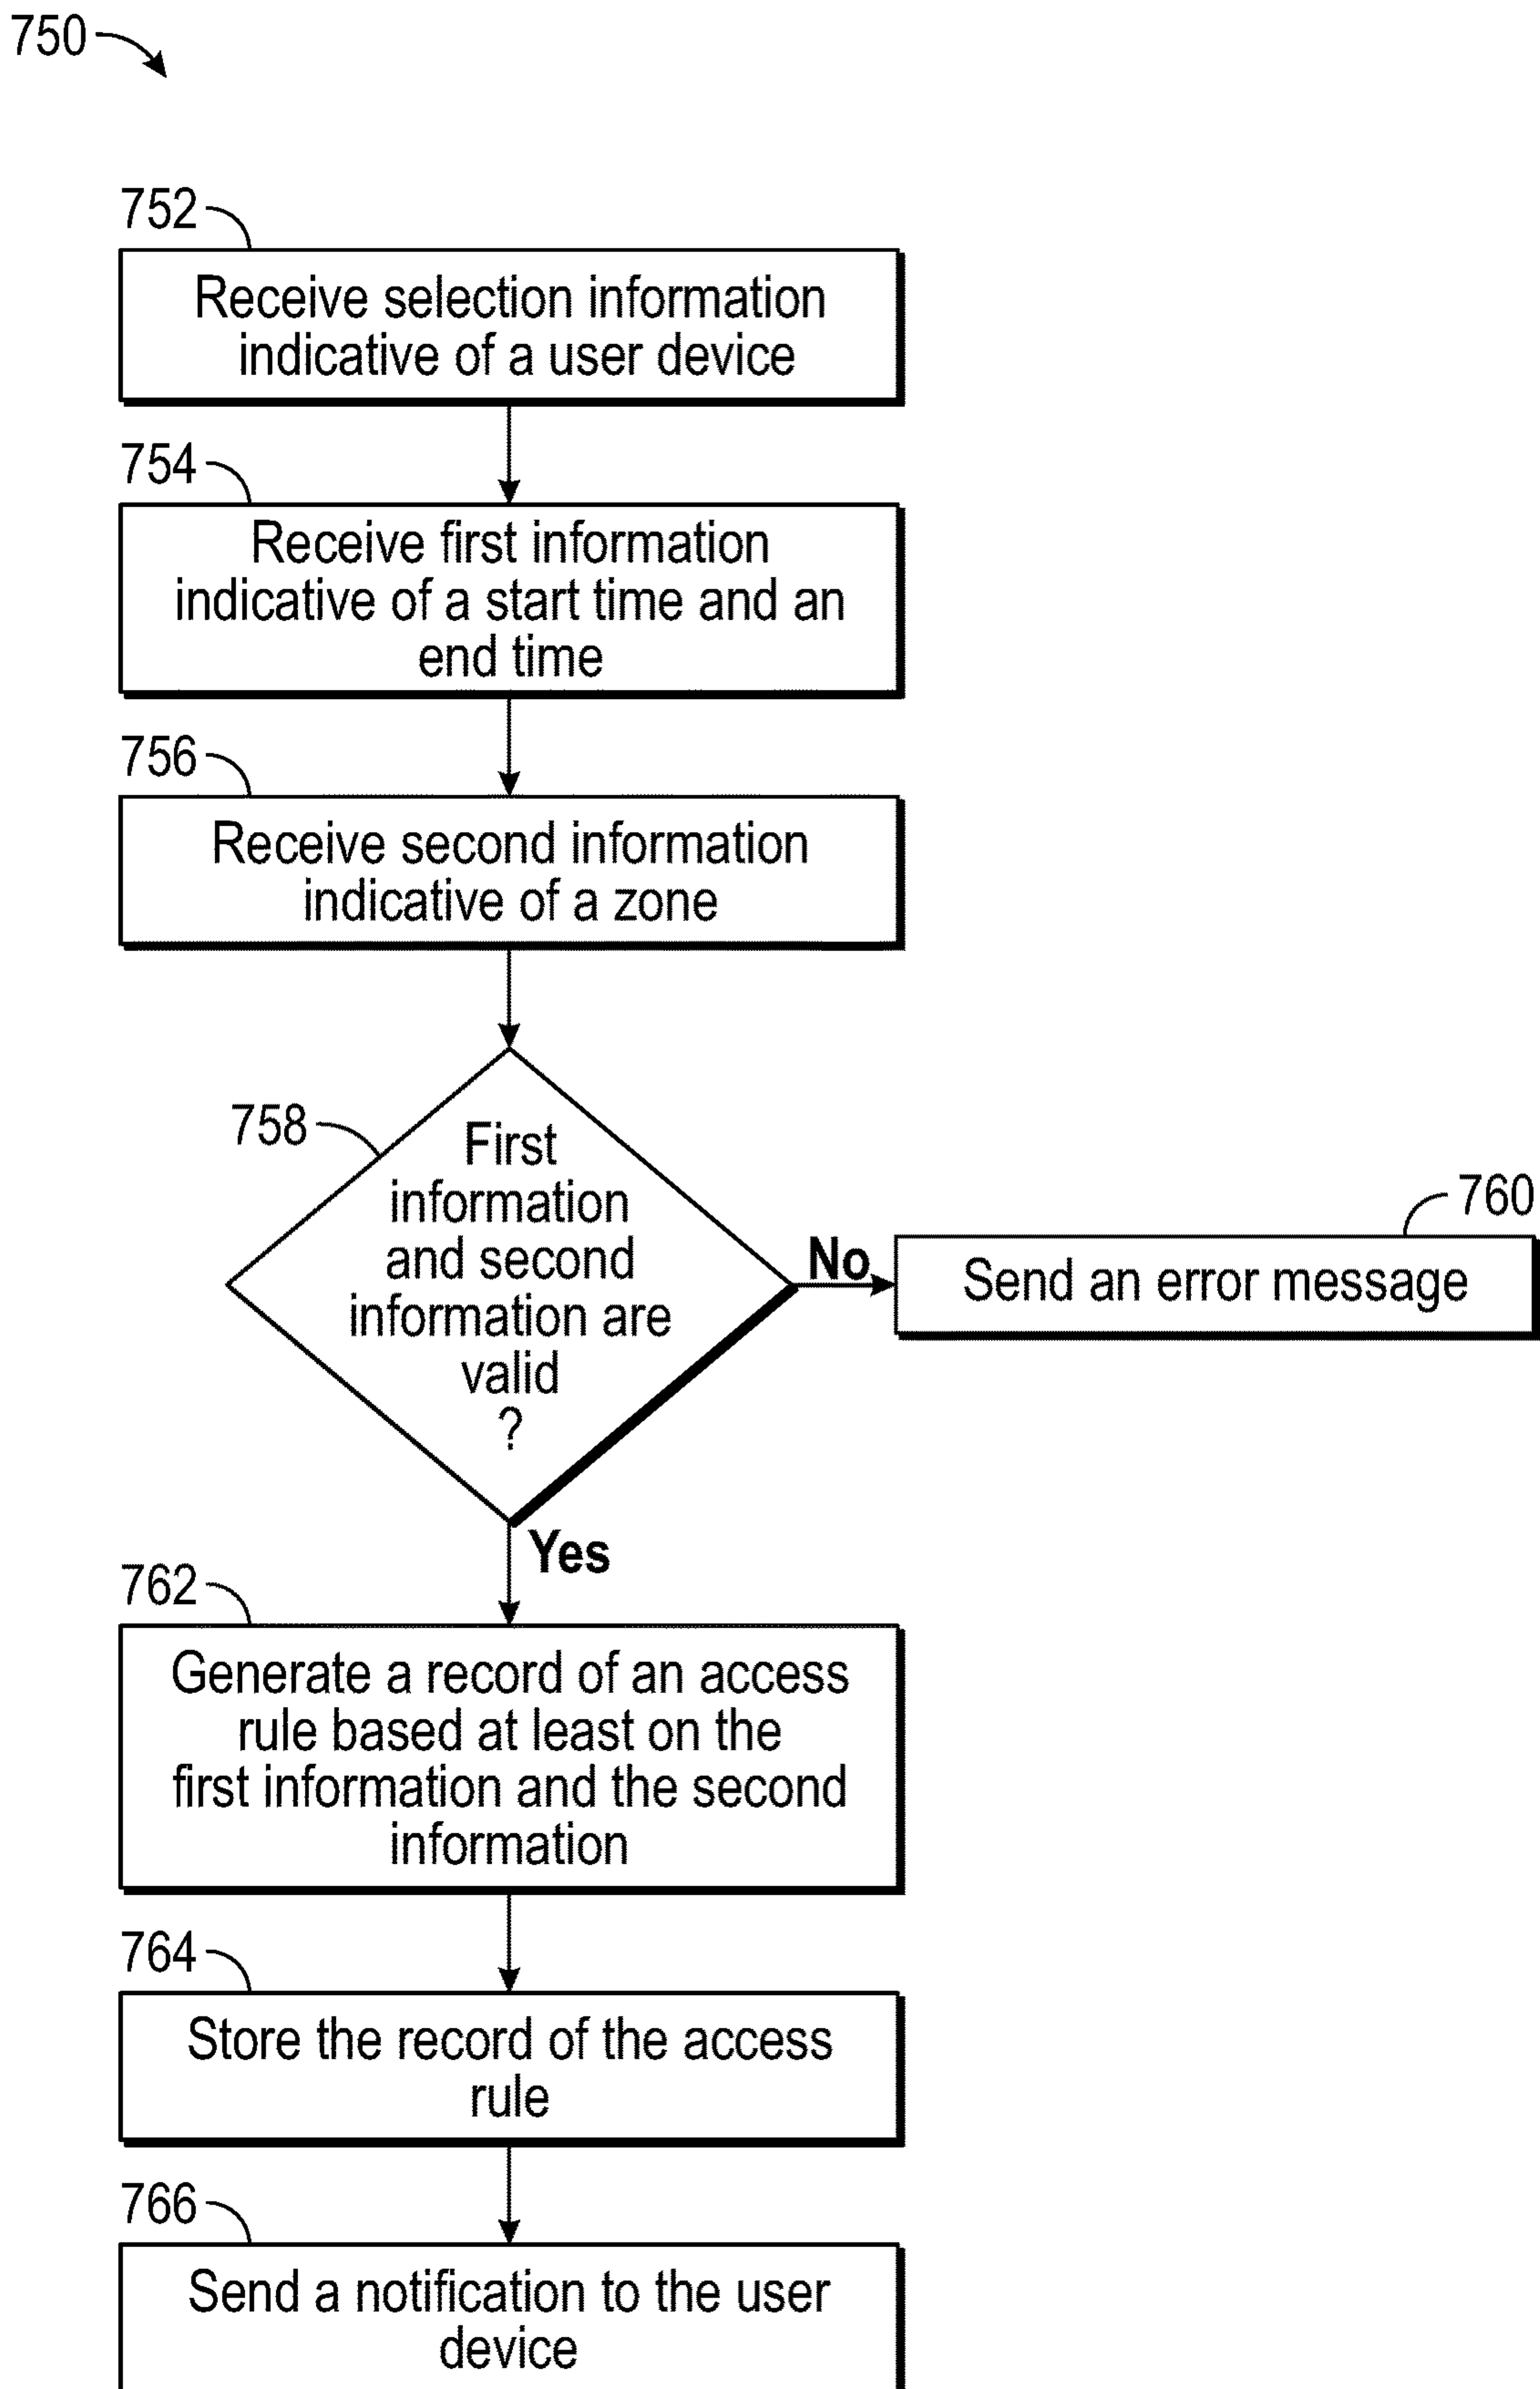 750
752
Receive selection information
indicative of a user device
754
Receive first information
indicative of a start time and an
end time
756
Receive second information
indicative of a zone
758
First
information
and second
information are
valid
?
No
760
Send an error message
Yes
762
Generate a record of an access
rule based at least on the
first information and the second
information
764
Store the record of the access
rule
766
Send a notification to the user
device